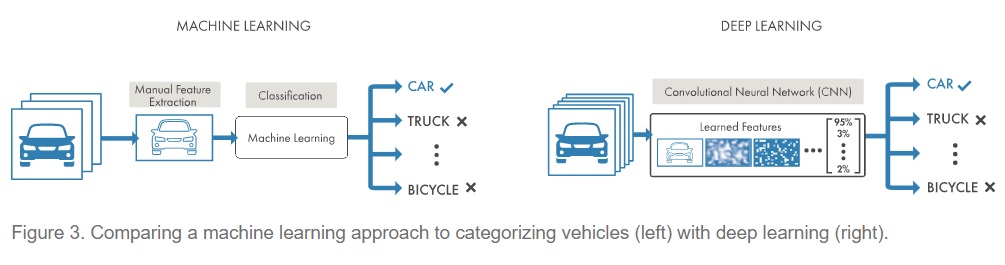 MACHINE LEARNING
Manual Feature
Extraction
Classification
Machine Learning
CAR ✓
TRUCK ✕
⋮
BICYCLE ✕
DEEP LEARNING
Convolutional Neural Network (CNN)
Learned Features
•••
95%
3%
⋮
2%
CAR ✓
TRUCK ✕
⋮
BICYCLE ✕
Figure 3. Comparing a machine learning approach to categorizing vehicles (left) with deep learning (right).